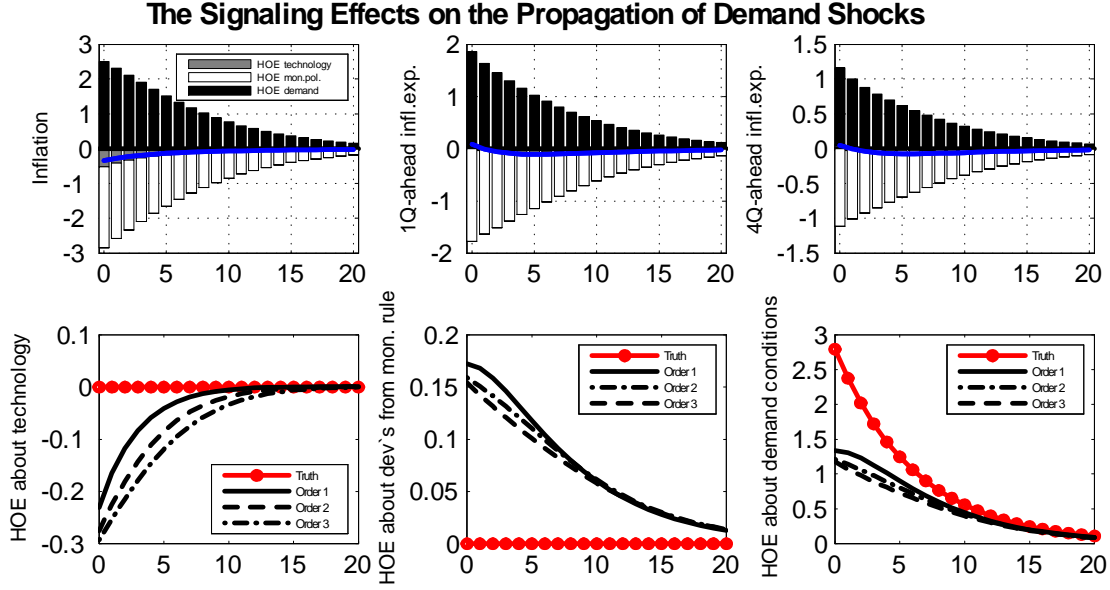 The Signaling Effects on the Propagation of Demand Shocks
Inflation
3
2
1
0
-1
-2
-3
0 5 10 15 20
HOE technology
HOE mon.pol.
HOE demand
1Q-ahead infl.exp.
2
1
0
-1
-2
0 5 10 15 20
4Q-ahead infl.exp.
1.5
1
0.5
0
-0.5
-1
-1.5
0 5 10 15 20
HOE about technology
0.1
0
-0.1
-0.2
-0.3
0 5 10 15 20
Truth
Order 1
Order 2
Order 3
HOE about dev`s from mon. rule
0.2
0.15
0.1
0.05
0
0 5 10 15 20
Truth
Order 1
Order 2
Order 3
HOE about demand conditions
3
2.5
2
1.5
1
0.5
0
0 5 10 15 20
Truth
Order 1
Order 2
Order 3